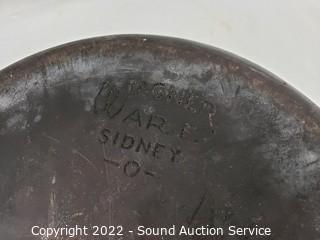 WAGNER
WARE
SIDNEY
-O-
Copyright 2022 - Sound Auction Service